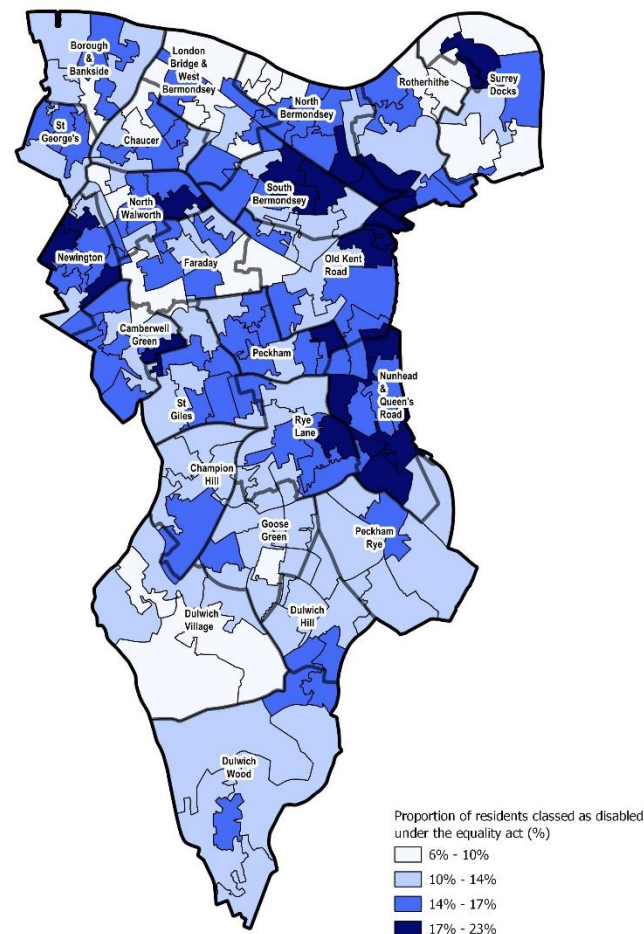 Borough
&
Bankside
London
Bridge &
West
Bermondsey
Rotherhithe
Surrey
Docks
North
Bermondsey
St
George's
Chaucer
South
Bermondsey
North
Walworth
Newington
Faraday
Old Kent
Road
Camberwell
Green
Peckham
Nunhead
&
Queen's
Road
St
Giles
Rye
Lane
Champion
Hill
Goose
Green
Peckham
Rye
Dulwich
Village
Dulwich
Hill
Dulwich
Wood
Proportion of residents classed as disabled
under the equality act (%)
6% - 10%
10% - 14%
14% - 17%
17% - 23%